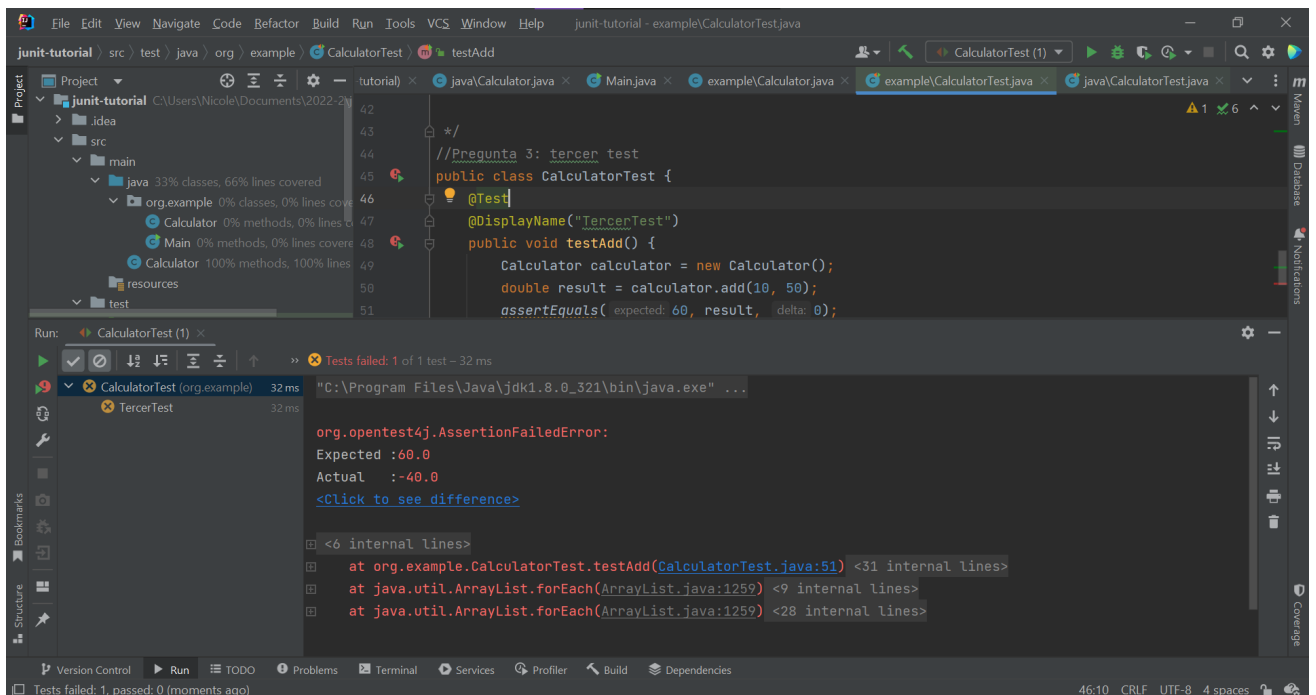 File Edit View Navigate Code Refactor Build Run Tools VCS Window Help junit-tutorial - example\CalculatorTest.java
junit-tutorial src test java org example CalculatorTest testAdd CalculatorTest (1)
Project
Project
tutorial) java\Calculator.java Main.java example\Calculator.java example\CalculatorTest.java java\CalculatorTest.java
junit-tutorial C:\Users\Nicole\Documents\2022-2\
.idea
src
main
java 33% classes, 66% lines covered
org.example 0% classes, 0% lines cove
Calculator 0% methods, 0% lines c
Main 0% methods, 0% lines covere
Calculator 100% methods, 100% lines
resources
test
1 6
42
43 */
44 //Pregunta 3: tercer test
45 public class CalculatorTest {
46 @Test
47 @DisplayName("TercerTest")
48 public void testAdd() {
49 Calculator calculator = new Calculator();
50 double result = calculator.add(10, 50);
51 assertEquals( expected: 60, result, delta: 0);
Maven
Database
Notifications
Run: CalculatorTest (1)
Tests failed: 1 of 1 test – 32 ms
CalculatorTest (org.example) 32 ms
TercerTest 32 ms
"C:\Program Files\Java\jdk1.8.0_321\bin\java.exe" ...
org.opentest4j.AssertionFailedError:
Expected :60.0
Actual :-40.0
<Click to see difference>
<6 internal lines>
at org.example.CalculatorTest.testAdd(CalculatorTest.java:51) <31 internal lines>
at java.util.ArrayList.forEach(ArrayList.java:1259) <9 internal lines>
at java.util.ArrayList.forEach(ArrayList.java:1259) <28 internal lines>
Bookmarks
Structure
Coverage
Version Control Run TODO Problems Terminal Services Profiler Build Dependencies
Tests failed: 1, passed: 0 (moments ago) 46:10 CRLF UTF-8 4 spaces